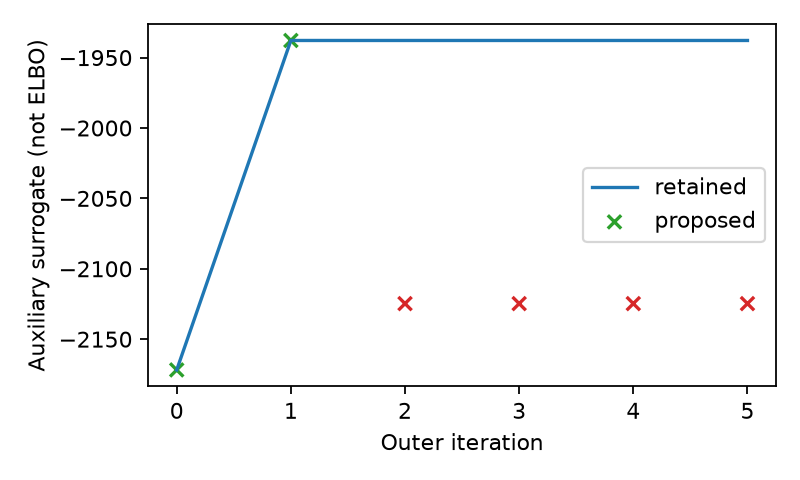 Auxiliary surrogate (not ELBO)
−1950
−2000
−2050
−2100
−2150
retained
proposed
0 1 2 3 4 5
Outer iteration